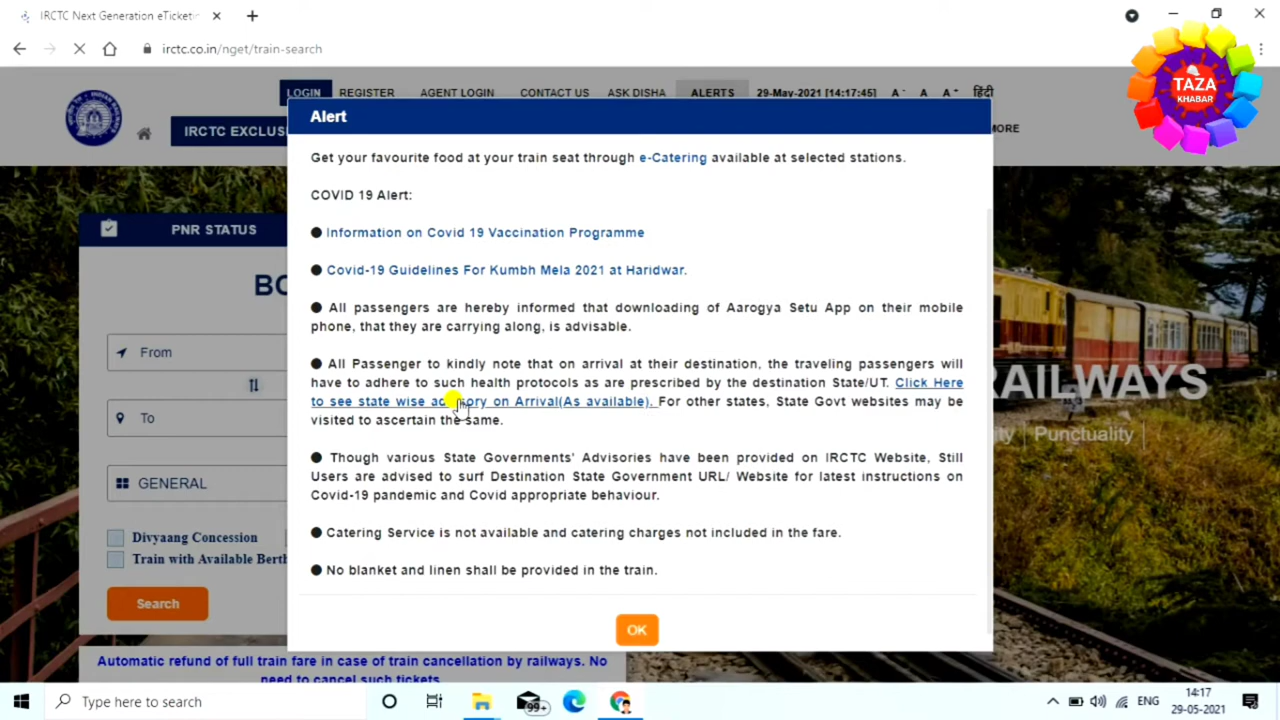 IRCTC Next Generation eTicket
irctc.co.in/nget/train-search
TAZA
KHABAR
LOGIN REGISTER AGENT LOGIN CONTACT US ASK DISHA ALERTS 29-May-2021 [14:17:45] A- A A+ हिंदी
IRCTC EXCLUSI
MORE
Alert
Get your favourite food at your train seat through e-Catering available at selected stations.
COVID 19 Alert:
● Information on Covid 19 Vaccination Programme
● Covid-19 Guidelines For Kumbh Mela 2021 at Haridwar.
● All passengers are hereby informed that downloading of Aarogya Setu App on their mobile
phone, that they are carrying along, is advisable.
● All Passenger to kindly note that on arrival at their destination, the traveling passengers will
have to adhere to such health protocols as are prescribed by the destination State/UT. Click Here
to see state wise advisory on Arrival(As available). For other states, State Govt websites may be
visited to ascertain the same.
● Though various State Governments' Advisories have been provided on IRCTC Website, Still
Users are advised to surf Destination State Government URL/ Website for latest instructions on
Covid-19 pandemic and Covid appropriate behaviour.
● Catering Service is not available and catering charges not included in the fare.
● No blanket and linen shall be provided in the train.
OK
PNR STATUS
BO
From
To
GENERAL
Divyaang Concession
Train with Available Berth
Search
RAILWAYS
Punctuality
Automatic refund of full train fare in case of train cancellation by railways. No
need to cancel such tickets.
Type here to search
99+
ENG
14:17
29-05-2021